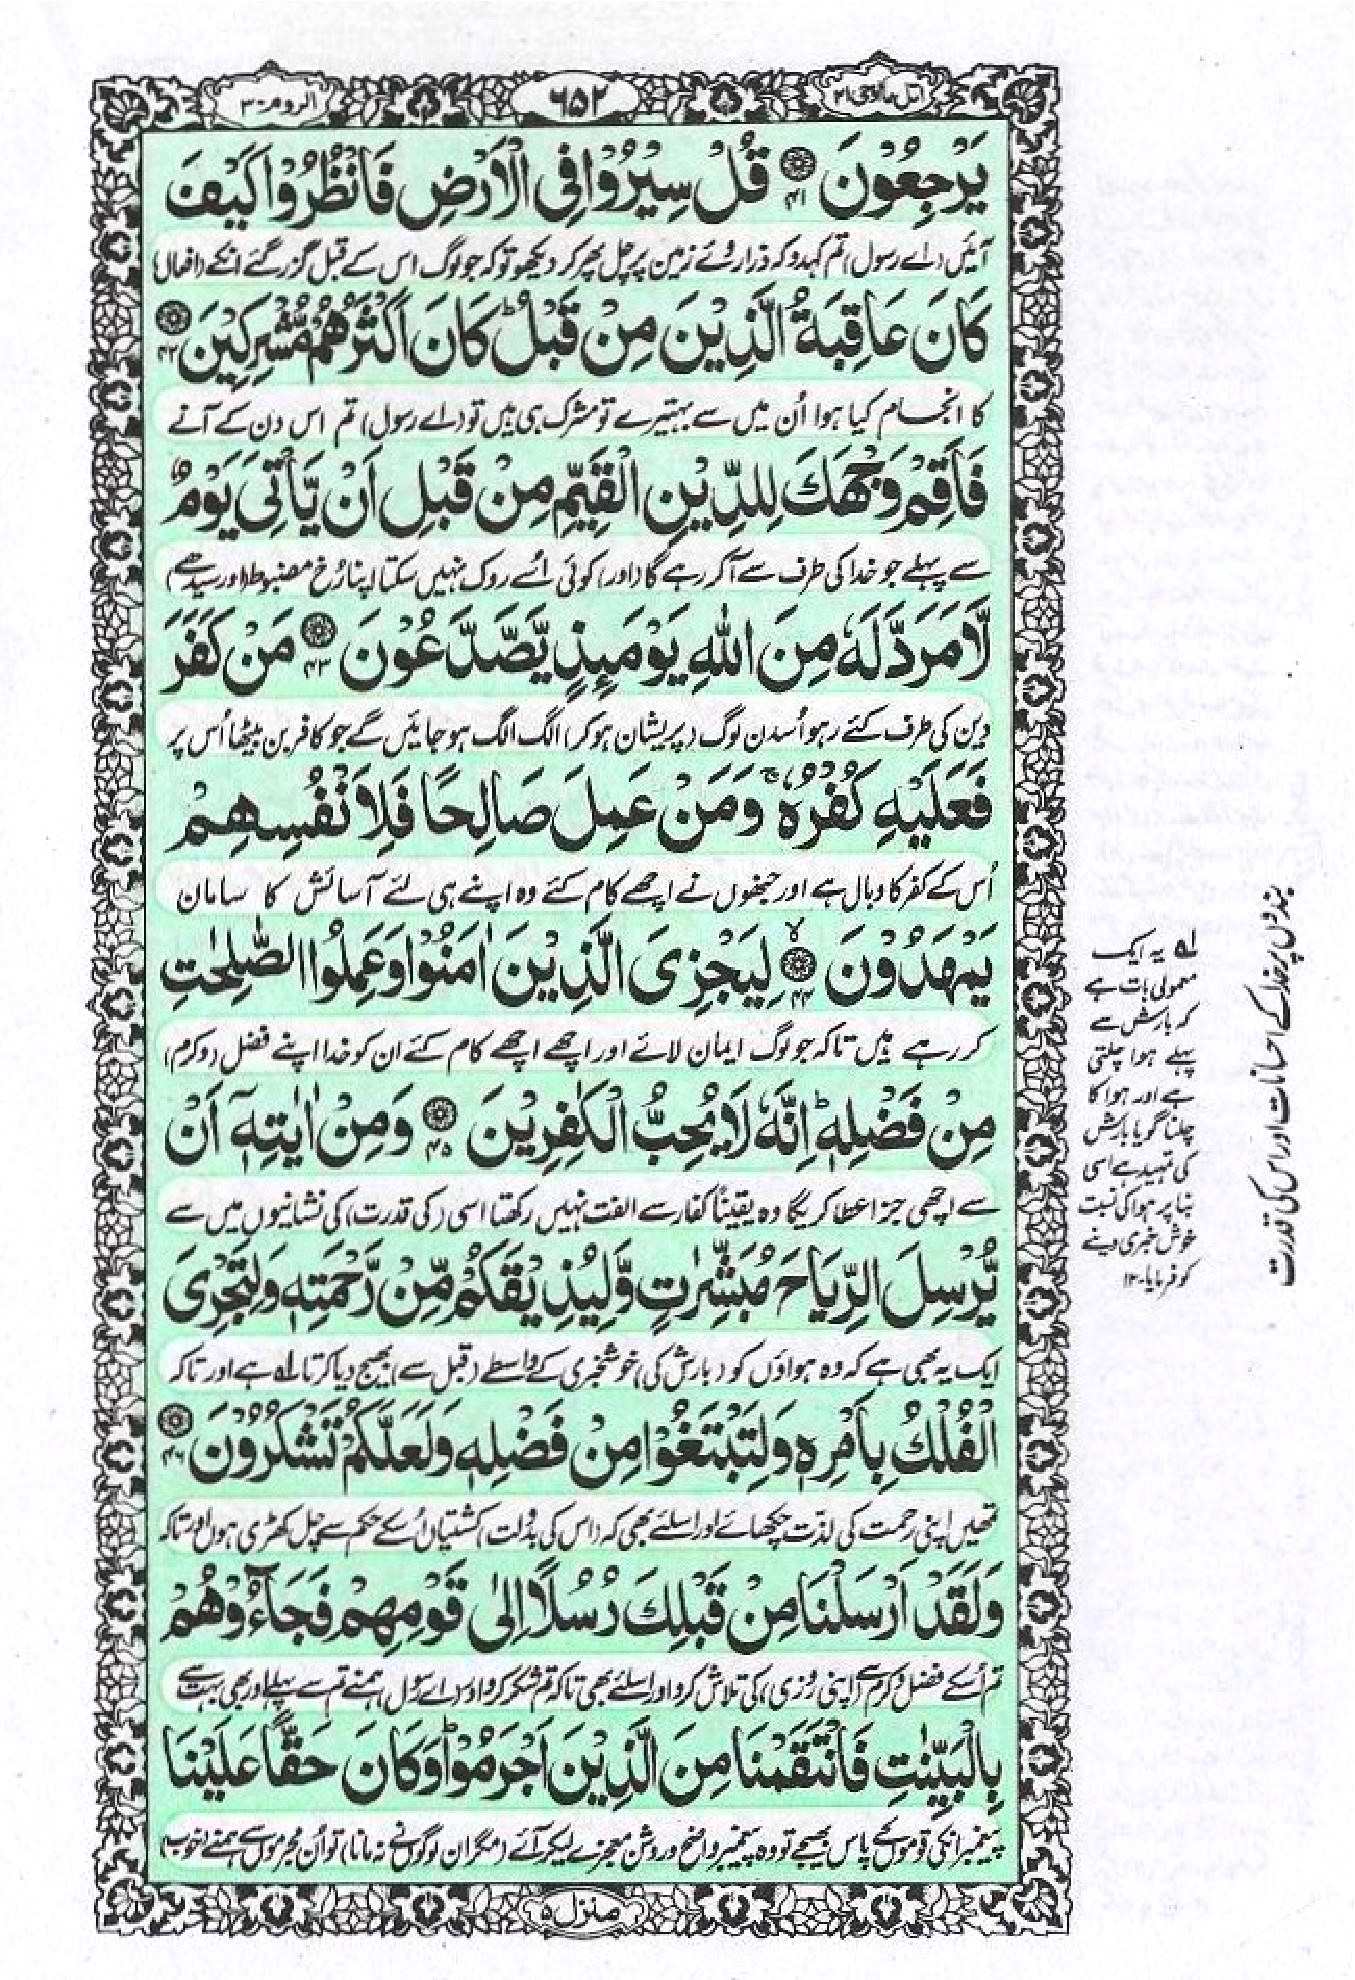 اتل ما اوحی ۲۱
۶۵۲
الروم ۳۰
يَرْجِعُوْنَ ۴۱ قُلْ سِيْرُوْا فِى الْاَرْضِ فَانْظُرُوْا كَيْفَ
آئیں (اے رسول) تم کہدو کہ ذرا روئے زمین پر چل پھر کر دیکھو تو کہ جو لوگ اس کے قبل گزر گئے انکے (افعال)
كَانَ عَاقِبَةُ الَّذِيْنَ مِنْ قَبْلُ ؕ كَانَ اَكْثَرُهُمْ مُّشْرِكِيْنَ ۴۲
کا انجام کیا ہوا اُن میں سے بہتیرے تو مشرک ہی ہیں تو (اے رسول) تم اس دن کے آنے
فَاَقِمْ وَجْهَكَ لِلدِّيْنِ الْقَيِّمِ مِنْ قَبْلِ اَنْ يَّاْتِىَ يَوْمٌ
سے پہلے جو خدا کی طرف سے آکر رہے گا (اور) کوئی اُسے روک نہیں سکتا اپنا رُخ مضبوط (اور سیدھے)
لَّا مَرَدَّ لَهٗ مِنَ اللّٰهِ يَوْمَئِذٍ يَّصَّدَّعُوْنَ ۴۳ مَنْ كَفَرَ
دین کی طرف کئے رہو اُسدن لوگ (پریشان ہوکر) الگ الگ ہو جائیں گے جو کافر بن بیٹھا اُس پر
فَعَلَيْهِ كُفْرُهٗ ۚ وَمَنْ عَمِلَ صَالِحًا فَلِاَنْفُسِهِمْ
اُس کے کفر کا وبال ہے اور جنھوں نے اچھے کام کئے وہ اپنے ہی لئے آسائش کا سامان
يَمْهَدُوْنَ ۙ ۴۴ لِيَجْزِىَ الَّذِيْنَ اٰمَنُوْا وَعَمِلُوا الصّٰلِحٰتِ
کر رہے ہیں تاکہ جو لوگ ایمان لائے اور اچھے اچھے کام کئے ان کو خدا اپنے فضل (و کرم)
مِنْ فَضْلِهٖ ؕ اِنَّهٗ لَا يُحِبُّ الْكٰفِرِيْنَ ۴۵ وَمِنْ اٰيٰتِهٖۤ اَنْ
سے اچھی جزا عطا کریگا وہ یقیناً کفار سے الفت نہیں رکھتا اسی (کی قدرت) کی نشانیوں میں سے
يُّرْسِلَ الرِّيَاحَ مُبَشِّرٰتٍ وَّلِيُذِيْقَكُمْ مِّنْ رَّحْمَتِهٖ وَلِتَجْرِىَ
ایک یہ بھی ہے کہ وہ ہواؤں کو (بارش کی) خوشخبری کے واسطے (قبل سے) بھیج دیا کرتا ؂۱ ہے اور تاکہ
الْفُلْكُ بِاَمْرِهٖ وَلِتَبْتَغُوْا مِنْ فَضْلِهٖ وَلَعَلَّكُمْ تَشْكُرُوْنَ ۴۶
تمھیں اپنی رحمت کی لذّت چکھائے اور اسلئے بھی کہ (اس کی بدولت) کشتیاں اُسکے حکم سے چل کھڑی ہوں اور تاکہ
وَلَقَدْ اَرْسَلْنَا مِنْ قَبْلِكَ رُسُلًا اِلٰى قَوْمِهِمْ فَجَآءُوْهُمْ
تم اُسکے فضل و کرم سے (اپنی روزی) کی تلاش کرو اور اسلئے بھی تاکہ تم شکر کرو اور (اے رسول) ہمنے تم سے پہلے اور بھی بہت سے
بِالْبَيِّنٰتِ فَانْتَقَمْنَا مِنَ الَّذِيْنَ اَجْرَمُوْا ؕ وَكَانَ حَقًّا عَلَيْنَا
پیغمبر انکی قوموں کے پاس بھیجے تو وہ پیغمبر واضح و روشن معجزے لیکر آئے (مگر ان لوگوں نے نہ مانا) تو اُن مجرموں سے ہمنے (خوب)
منزل ۵
؂۱ یہ ایک
معمولی بات ہے
کہ بارش سے
پہلے ہوا چلتی
ہے اور ہوا کا
چلنا گویا بارش
کی تمہید ہے اسی
بنا پر ہوا کی نسبت
خوش خبری دینے
کو فرمایا۔ ۱۲
بندوں پر خدا کے احسانات اور اس کی قدرت